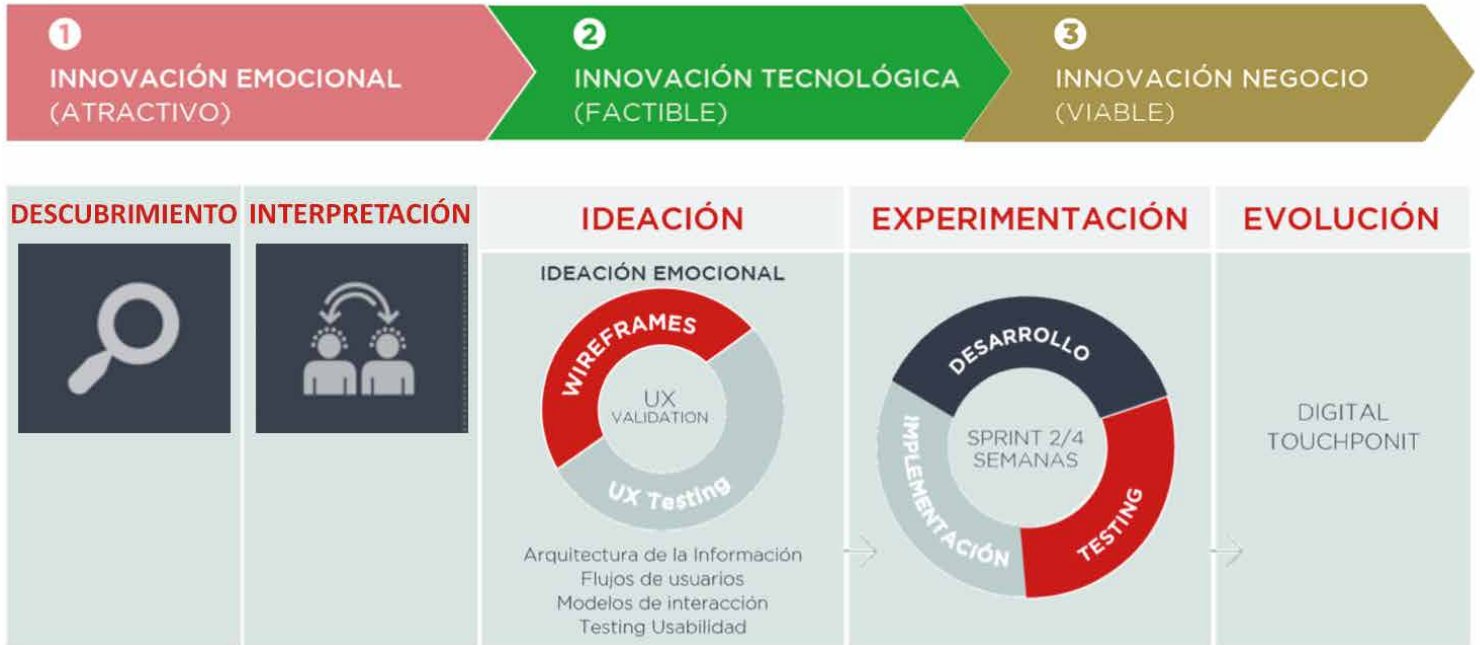 1
INNOVACIÓN EMOCIONAL
(ATRACTIVO)
2
INNOVACIÓN TECNOLÓGICA
(FACTIBLE)
3
INNOVACIÓN NEGOCIO
(VIABLE)
DESCUBRIMIENTO
INTERPRETACIÓN
IDEACIÓN
IDEACIÓN EMOCIONAL
WIREFRAMES
UX
VALIDATION
UX Testing
Arquitectura de la Información
Flujos de usuarios
Modelos de interacción
Testing Usabilidad
EXPERIMENTACIÓN
DESARROLLO
SPRINT 2/4
SEMANAS
IMPLEMENTACIÓN
TESTING
EVOLUCIÓN
DIGITAL
TOUCHPONIT